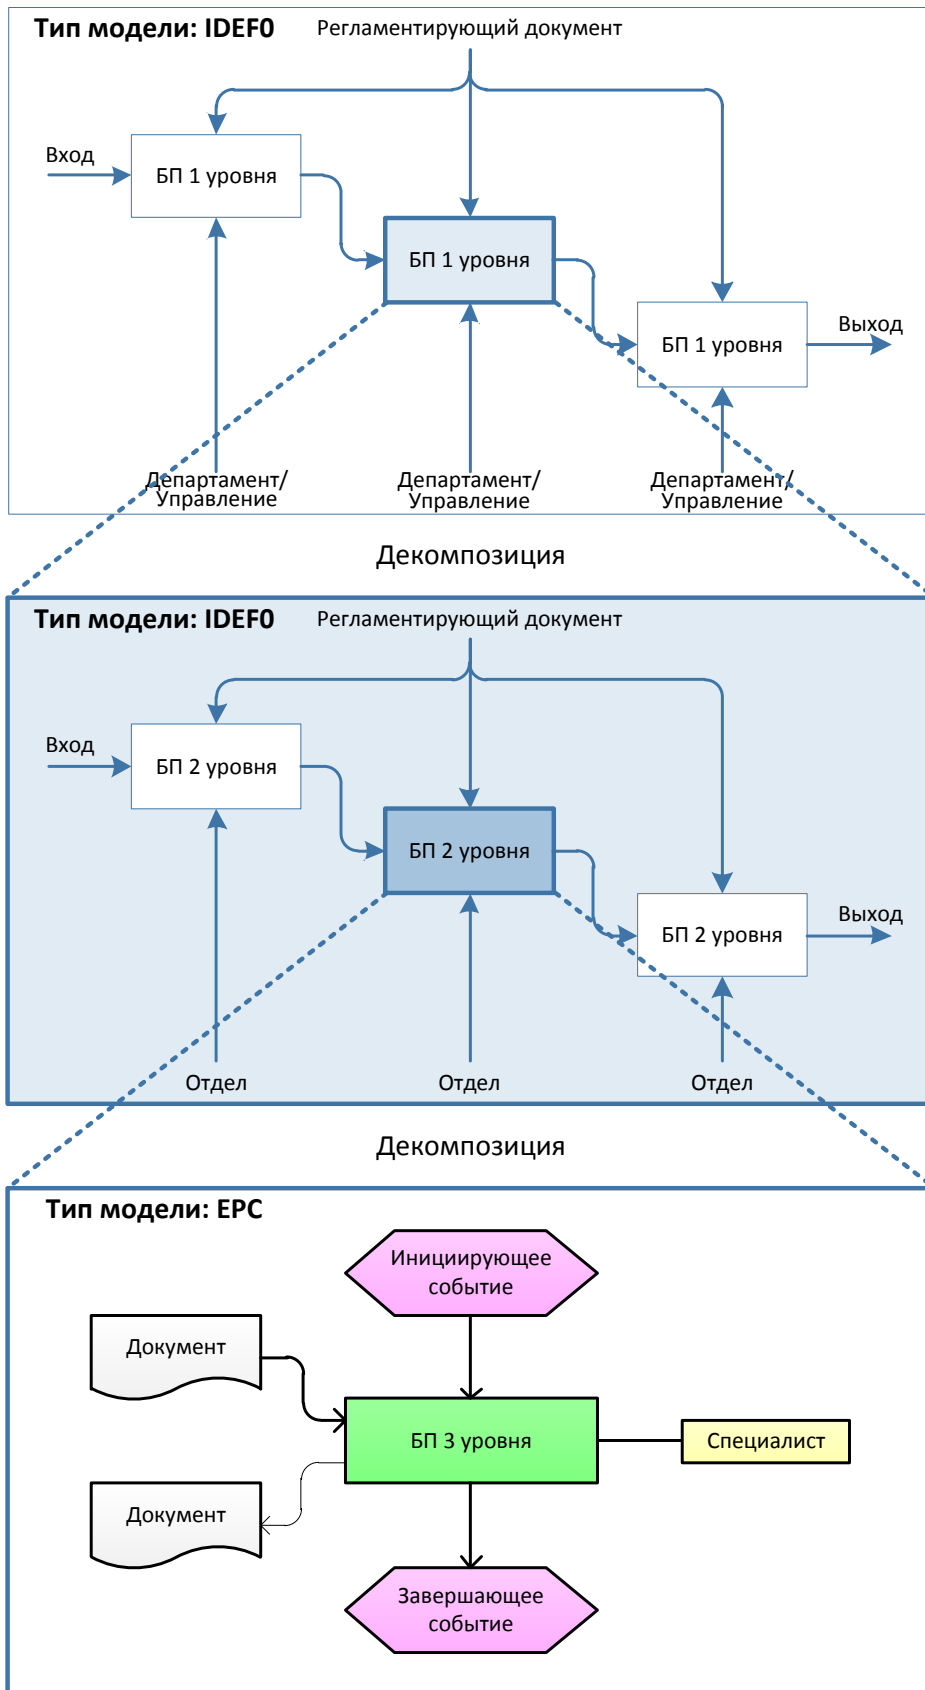 Тип модели: IDEF0
Регламентирующий документ
Вход
БП 1 уровня
БП 1 уровня
Выход
БП 1 уровня
Департамент/
Управление
Департамент/
Управление
Департамент/
Управление
Декомпозиция
Тип модели: IDEF0
Регламентирующий документ
Вход
БП 2 уровня
БП 2 уровня
Выход
БП 2 уровня
Отдел
Отдел
Отдел
Декомпозиция
Тип модели: EPC
Инициирующее
событие
Документ
БП 3 уровня
Специалист
Документ
Завершающее
событие